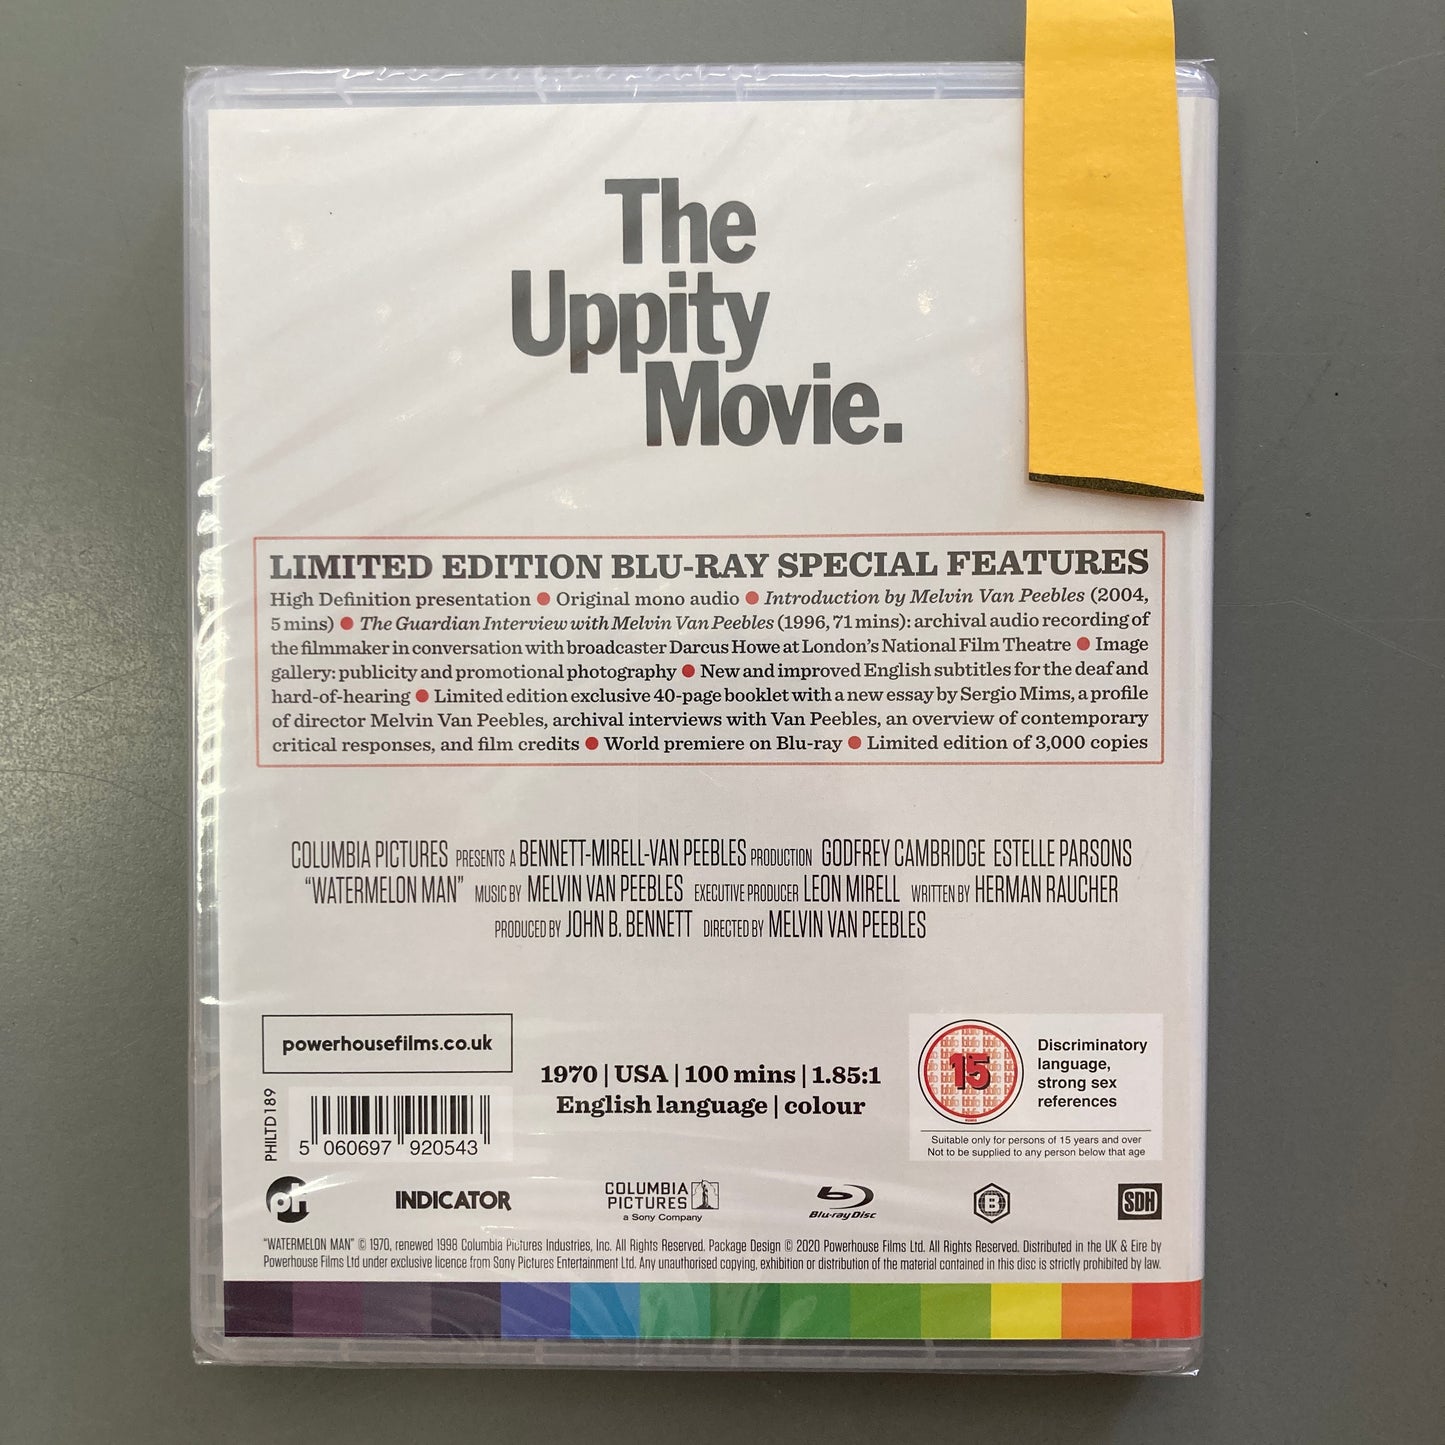 The
Uppity
Movie.
LIMITED EDITION BLU-RAY SPECIAL FEATURES
High Definition presentation ● Original mono audio ● Introduction by Melvin Van Peebles (2004,
5 mins) ● The Guardian Interview with Melvin Van Peebles (1996, 71 mins): archival audio recording of
the filmmaker in conversation with broadcaster Darcus Howe at London's National Film Theatre ● Image
gallery: publicity and promotional photography ● New and improved English subtitles for the deaf and
hard-of-hearing ● Limited edition exclusive 40-page booklet with a new essay by Sergio Mims, a profile
of director Melvin Van Peebles, archival interviews with Van Peebles, an overview of contemporary
critical responses, and film credits ● World premiere on Blu-ray ● Limited edition of 3,000 copies
COLUMBIA PICTURES PRESENTS A BENNETT-MIRELL-VAN PEEBLES PRODUCTION GODFREY CAMBRIDGE ESTELLE PARSONS
"WATERMELON MAN" MUSIC BY MELVIN VAN PEEBLES EXECUTIVE PRODUCER LEON MIRELL WRITTEN BY HERMAN RAUCHER
PRODUCED BY JOHN B. BENNETT DIRECTED BY MELVIN VAN PEEBLES
powerhousefilms.co.uk
PHILTD189
5 060697 920543
1970 | USA | 100 mins | 1.85:1
English language | colour
15
Discriminatory
language,
strong sex
references
Suitable only for persons of 15 years and over
Not to be supplied to any person below that age
ph
INDICATOR
COLUMBIA
PICTURES
a Sony Company
Blu-ray Disc
B
SDH
"WATERMELON MAN" © 1970, renewed 1998 Columbia Pictures Industries, Inc. All Rights Reserved. Package Design © 2020 Powerhouse Films Ltd. All Rights Reserved. Distributed in the UK & Eire by
Powerhouse Films Ltd under exclusive licence from Sony Pictures Entertainment Ltd. Any unauthorised copying, exhibition or distribution of the material contained in this disc is strictly prohibited by law.